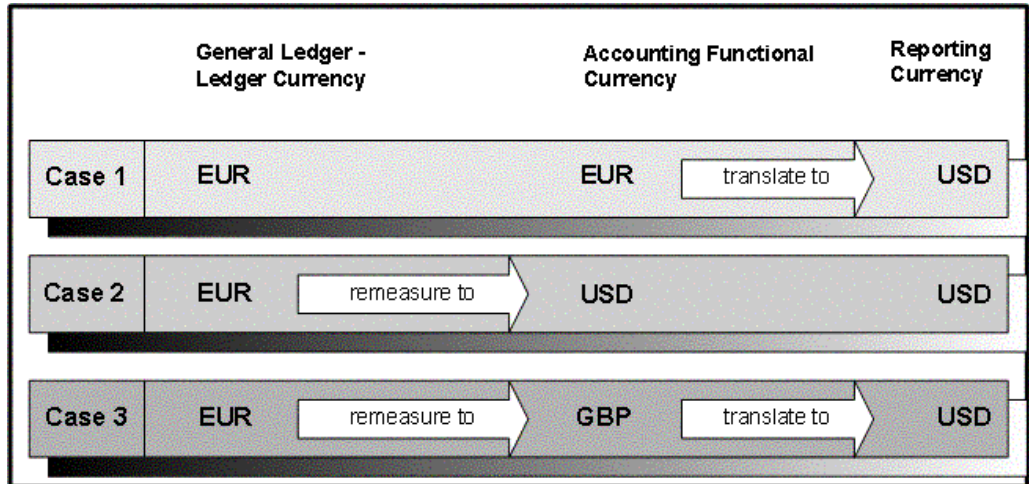 General Ledger -
Ledger Currency
Accounting Functional
Currency
Reporting
Currency
Case 1 EUR EUR translate to USD
Case 2 EUR remeasure to USD USD
Case 3 EUR remeasure to GBP translate to USD